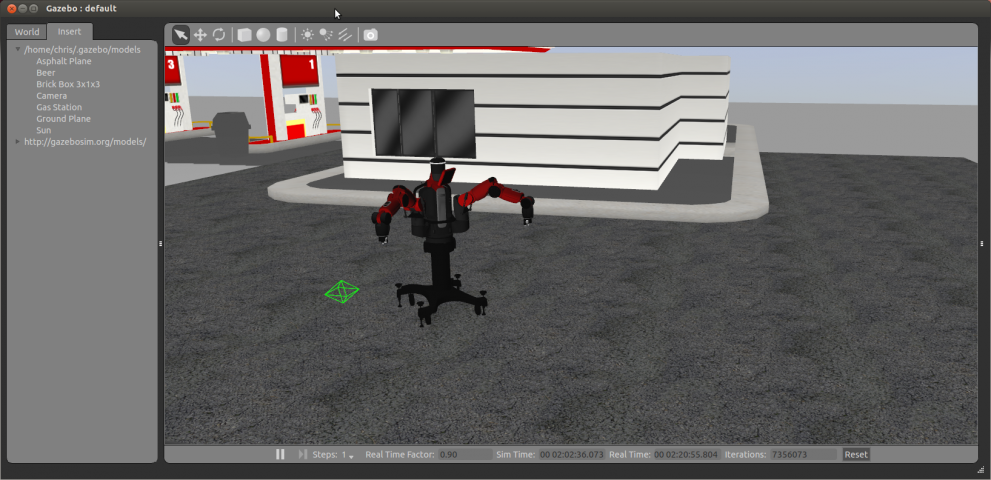 Gazebo : default
World Insert
/home/chris/.gazebo/models
Asphalt Plane
Beer
Brick Box 3x1x3
Camera
Gas Station
Ground Plane
Sun
http://gazebosim.org/models/
3
1
Steps: 1 Real Time Factor: 0.90 Sim Time: 00 02:02:36.073 Real Time: 00 02:20:55.804 Iterations: 7356073 Reset